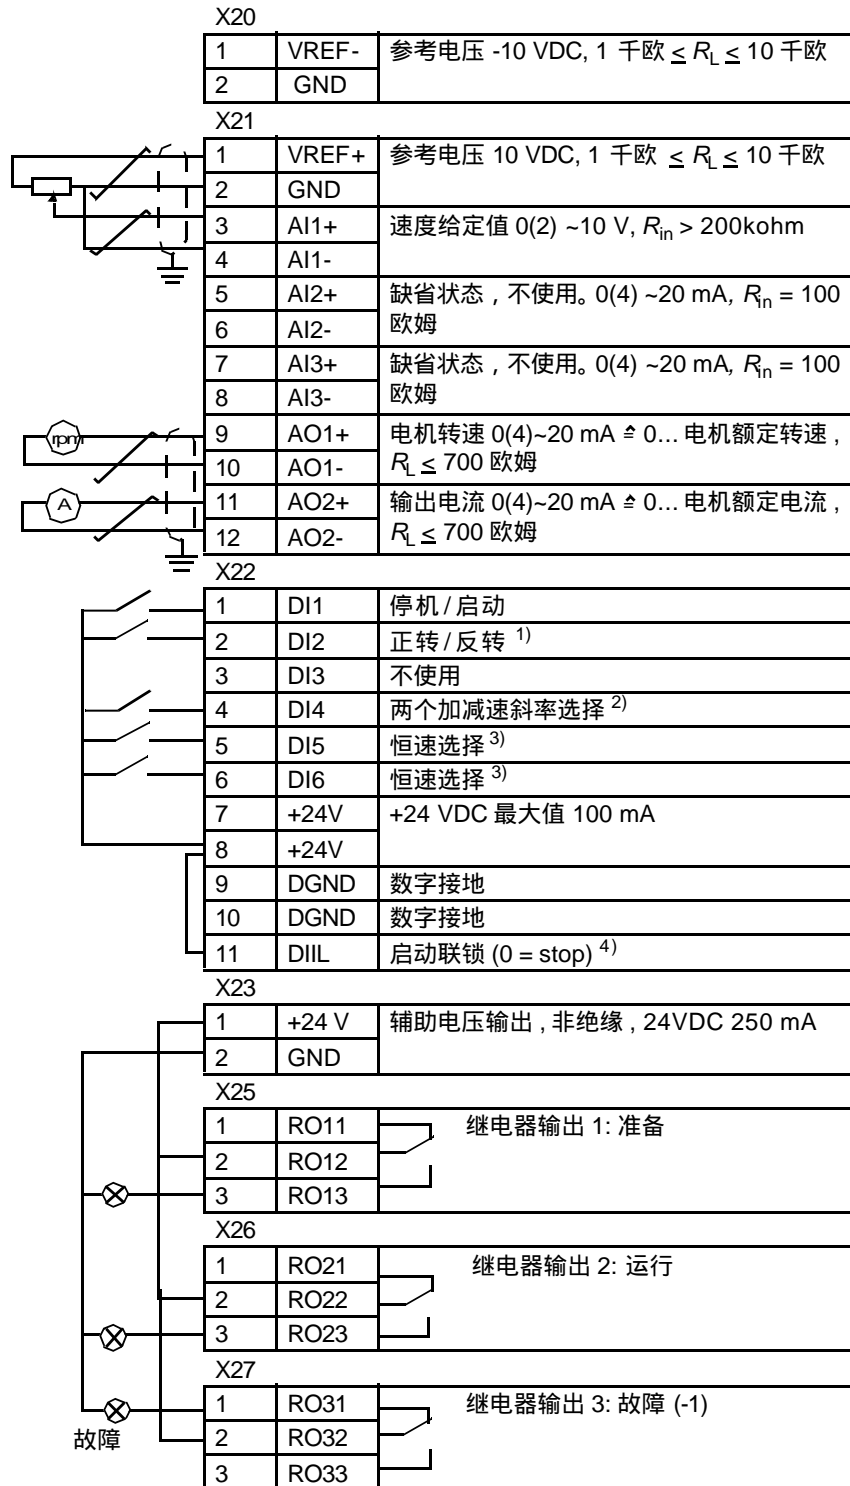 X20
1 VREF- 参考电压 -10 VDC, 1 千欧 ≤ RL ≤ 10 千欧
2 GND
X21
1 VREF+ 参考电压 10 VDC, 1 千欧 ≤ RL ≤ 10 千欧
2 GND
3 AI1+ 速度给定值 0(2) ~10 V, Rin > 200kohm
4 AI1-
5 AI2+ 缺省状态，不使用。0(4) ~20 mA, Rin = 100
6 AI2- 欧姆
7 AI3+ 缺省状态，不使用。0(4) ~20 mA, Rin = 100
8 AI3- 欧姆
rpm 9 AO1+ 电机转速 0(4)~20 mA ≙ 0… 电机额定转速，
10 AO1- RL ≤ 700 欧姆
A 11 AO2+ 输出电流 0(4)~20 mA ≙ 0… 电机额定电流，
12 AO2- RL ≤ 700 欧姆
X22
1 DI1 停机/启动
2 DI2 正转/反转 1)
3 DI3 不使用
4 DI4 两个加减速斜率选择 2)
5 DI5 恒速选择 3)
6 DI6 恒速选择 3)
7 +24V +24 VDC 最大值 100 mA
8 +24V
9 DGND 数字接地
10 DGND 数字接地
11 DIIL 启动联锁 (0 = stop) 4)
X23
1 +24 V 辅助电压输出，非绝缘，24VDC 250 mA
2 GND
X25
1 RO11 继电器输出 1: 准备
2 RO12
3 RO13
X26
1 RO21 继电器输出 2: 运行
2 RO22
3 RO23
X27
1 RO31 继电器输出 3: 故障 (-1)
故障 2 RO32
3 RO33